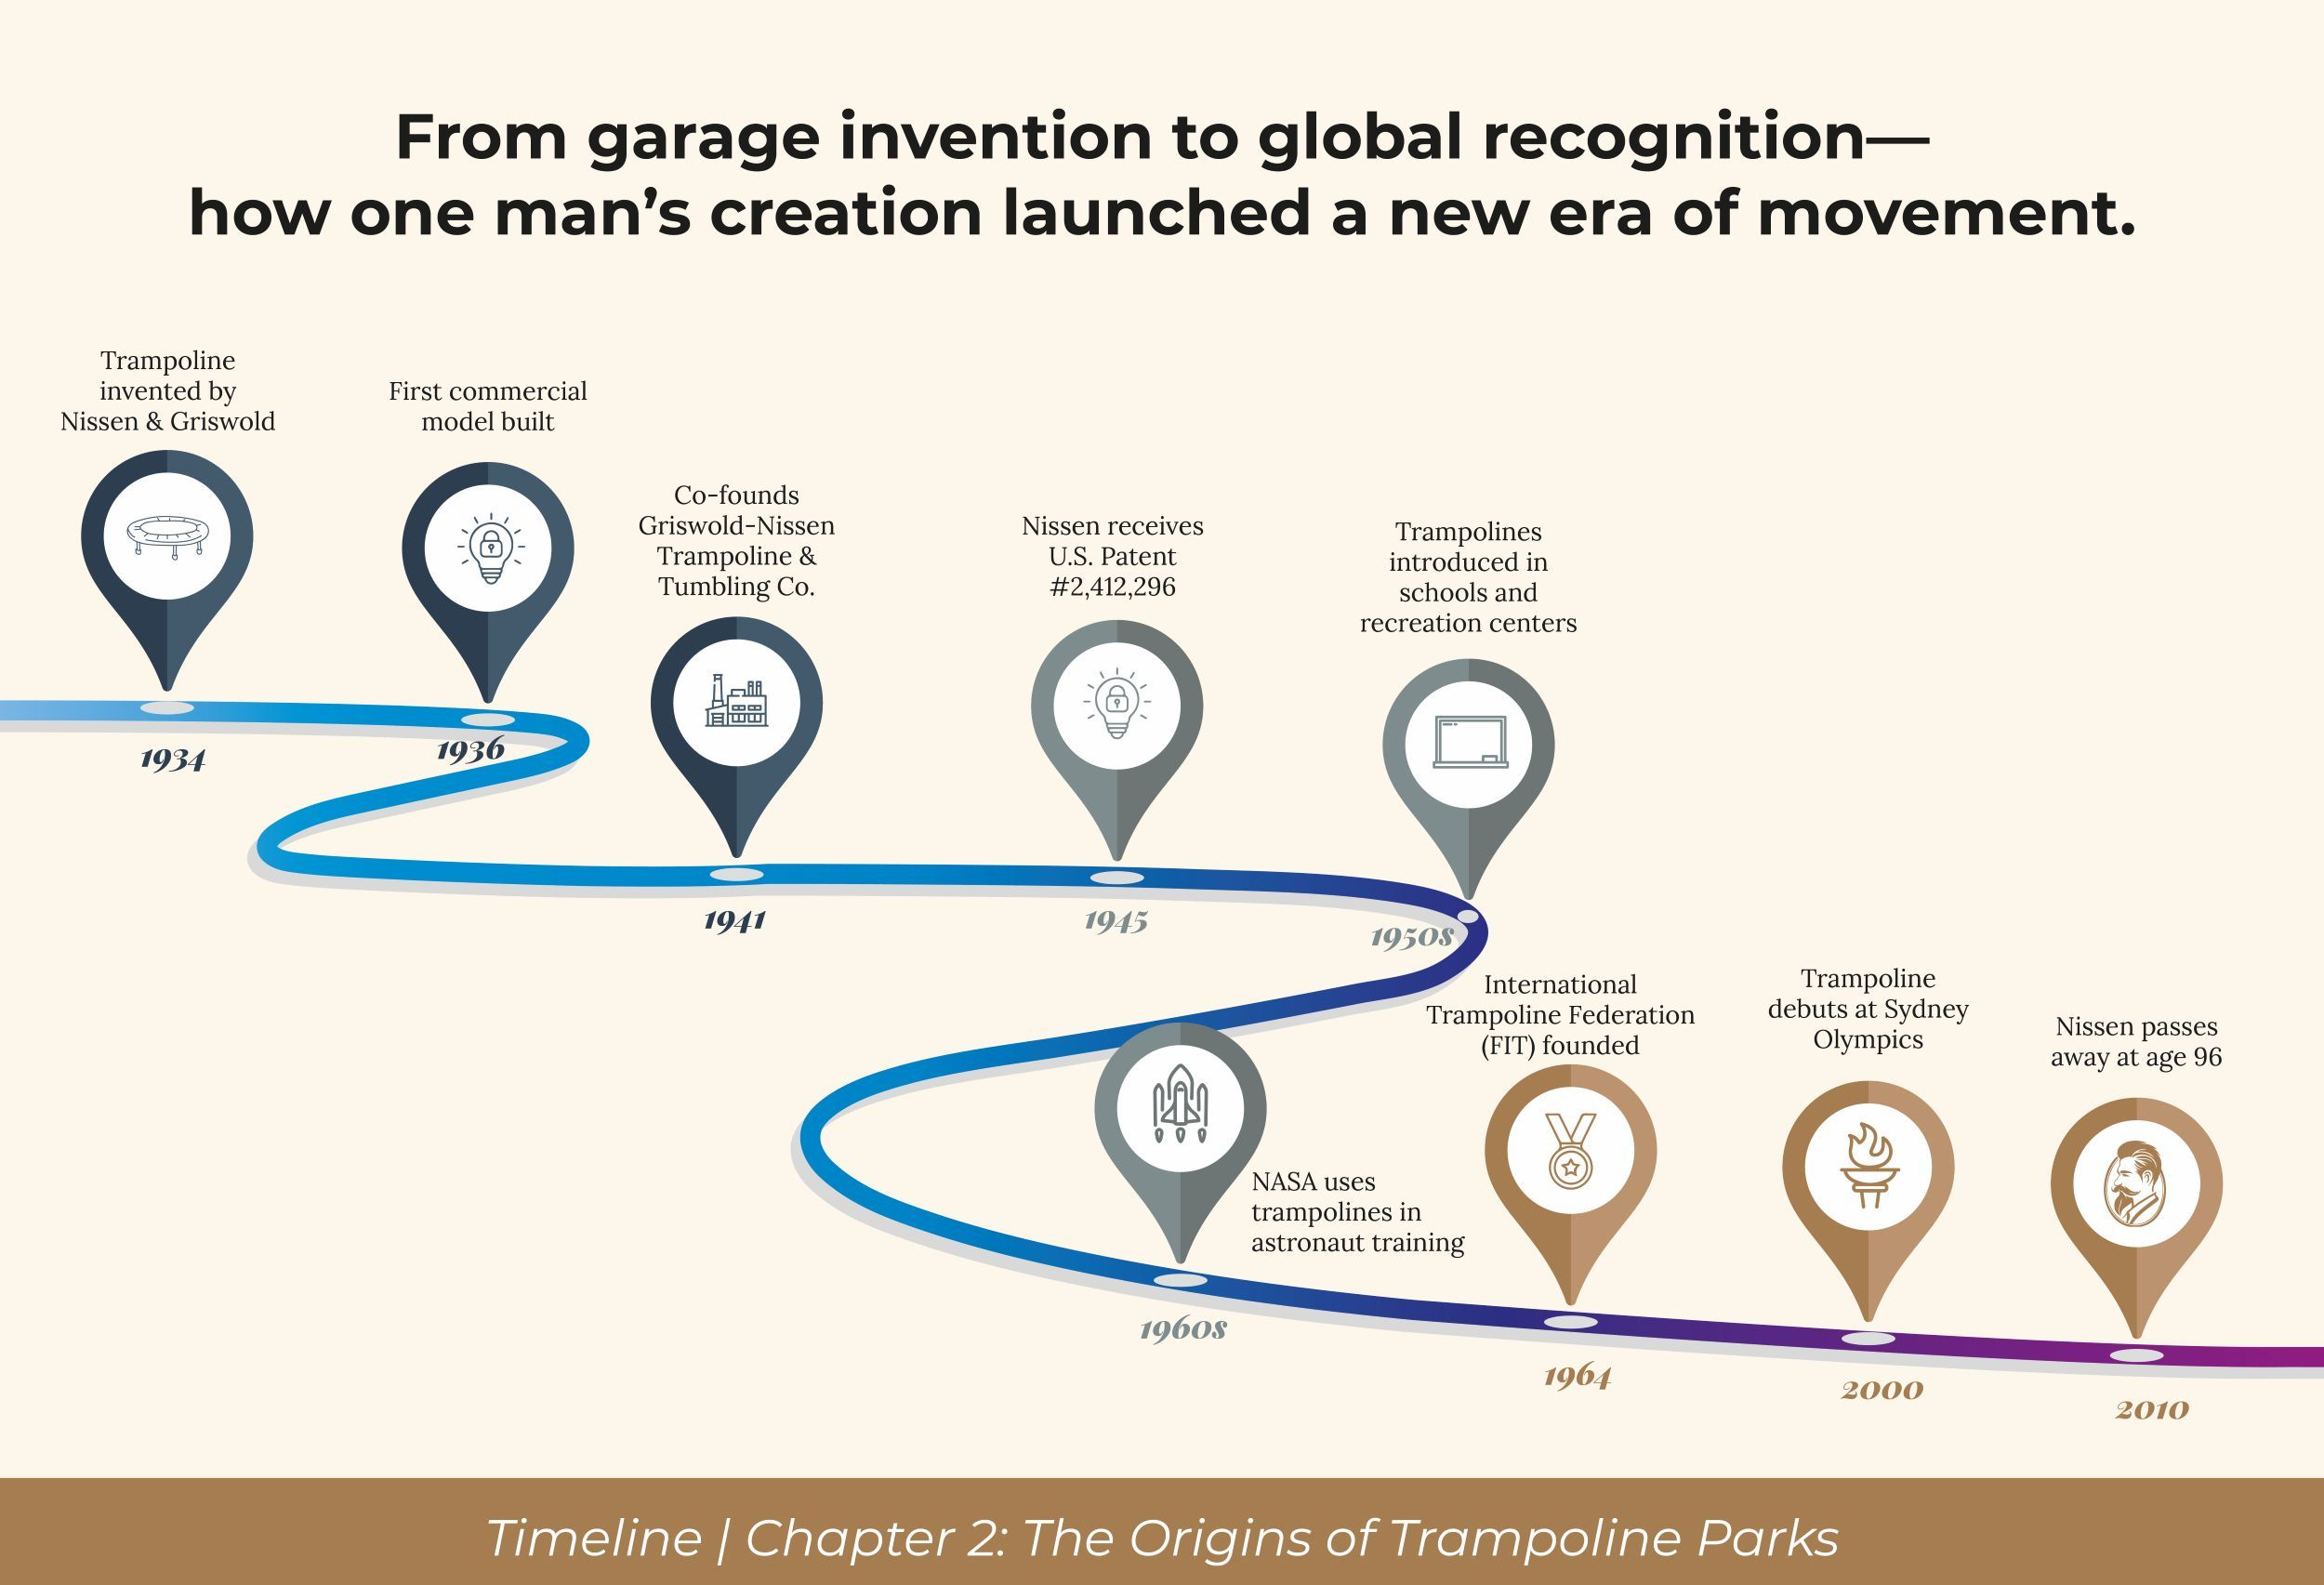 From garage invention to global recognition—
how one man’s creation launched a new era of movement.
Trampoline
invented by
Nissen & Griswold
1934
First commercial
model built
1936
Co-founds
Griswold-Nissen
Trampoline &
Tumbling Co.
1941
Nissen receives
U.S. Patent
#2,412,296
1945
Trampolines
introduced in
schools and
recreation centers
1950s
NASA uses
trampolines in
astronaut training
1960s
International
Trampoline Federation
(FIT) founded
1964
Trampoline
debuts at Sydney
Olympics
2000
Nissen passes
away at age 96
2010
Timeline | Chapter 2: The Origins of Trampoline Parks